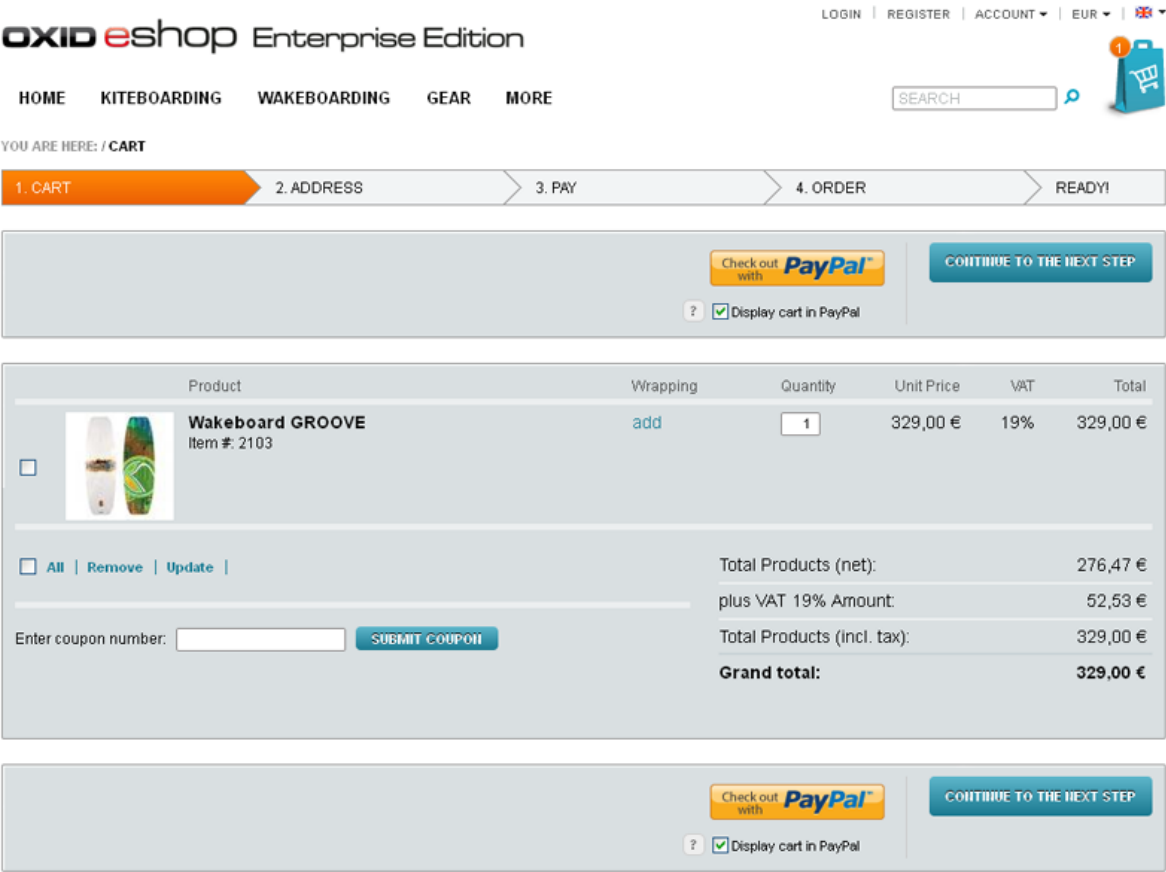 LOGIN | REGISTER | ACCOUNT | EUR
OXID eshop Enterprise Edition
1
HOME KITEBOARDING WAKEBOARDING GEAR MORE
SEARCH
YOU ARE HERE: / CART
1. CART 2. ADDRESS 3. PAY 4. ORDER READY!
Check out with PayPal™ CONTINUE TO THE NEXT STEP
? Display cart in PayPal
Product Wrapping Quantity Unit Price VAT Total
Wakeboard GROOVE add 1 329,00 € 19% 329,00 €
Item #: 2103
All | Remove | Update |
Total Products (net): 276,47 €
plus VAT 19% Amount: 52,53 €
Enter coupon number: SUBMIT COUPON
Total Products (incl. tax): 329,00 €
Grand total: 329,00 €
Check out with PayPal™ CONTINUE TO THE NEXT STEP
? Display cart in PayPal